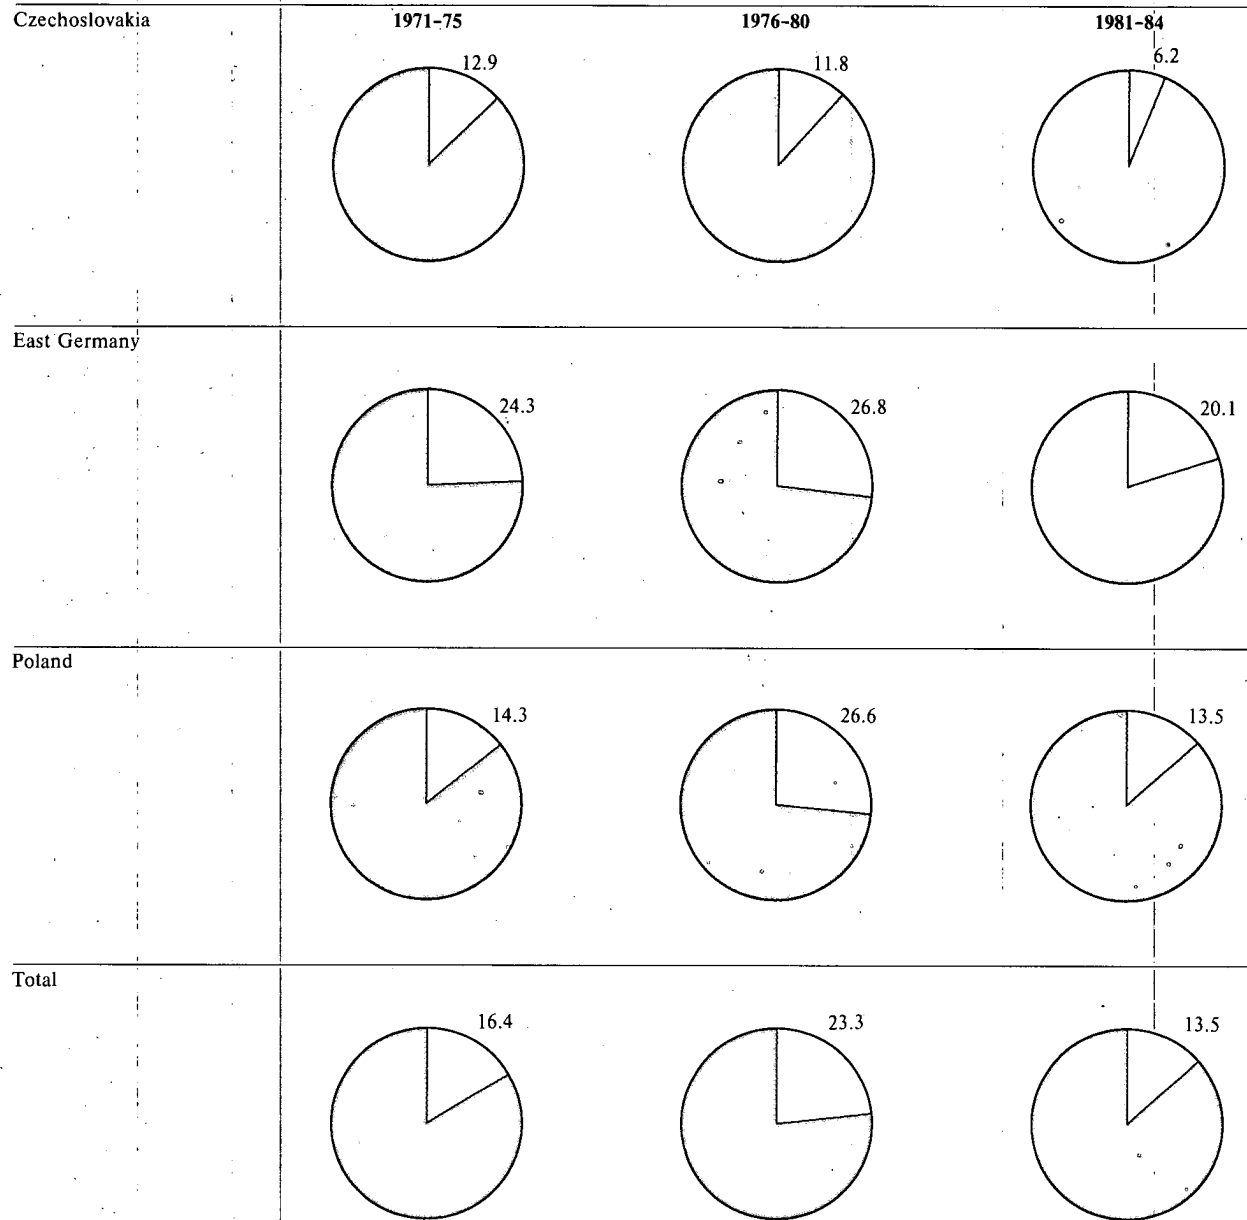 Czechoslovakia 1971-75 1976-80 1981-84
12.9 11.8 6.2
East Germany
24.3 26.8 20.1
Poland
14.3 26.6 13.5
Total
16.4 23.3 13.5